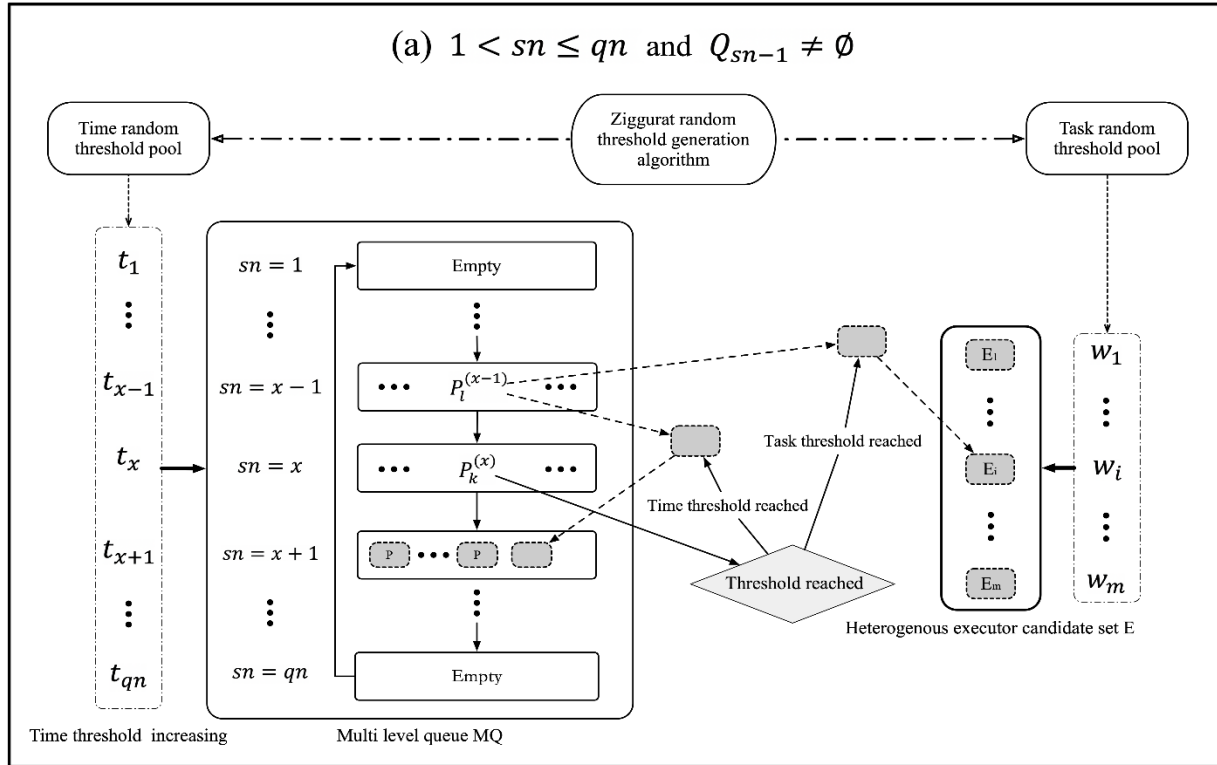 (a) 1 < sn ≤ qn and Q_{sn−1} ≠ ∅
Time random
threshold pool
Ziggurat random
threshold generation
algorithm
Task random
threshold pool
t_1
⋮
t_{x−1}
t_x
t_{x+1}
⋮
t_{qn}
Time threshold increasing
sn = 1
⋮
sn = x − 1
sn = x
sn = x + 1
⋮
sn = qn
Empty
⋮
••• P_l^{(x−1)} •••
••• P_k^{(x)} •••
P ••• P
⋮
Empty
Multi level queue MQ
Task threshold reached
Time threshold reached
Threshold reached
E_1
⋮
E_i
⋮
E_m
Heterogenous executor candidate set E
w_1
⋮
w_i
⋮
w_m